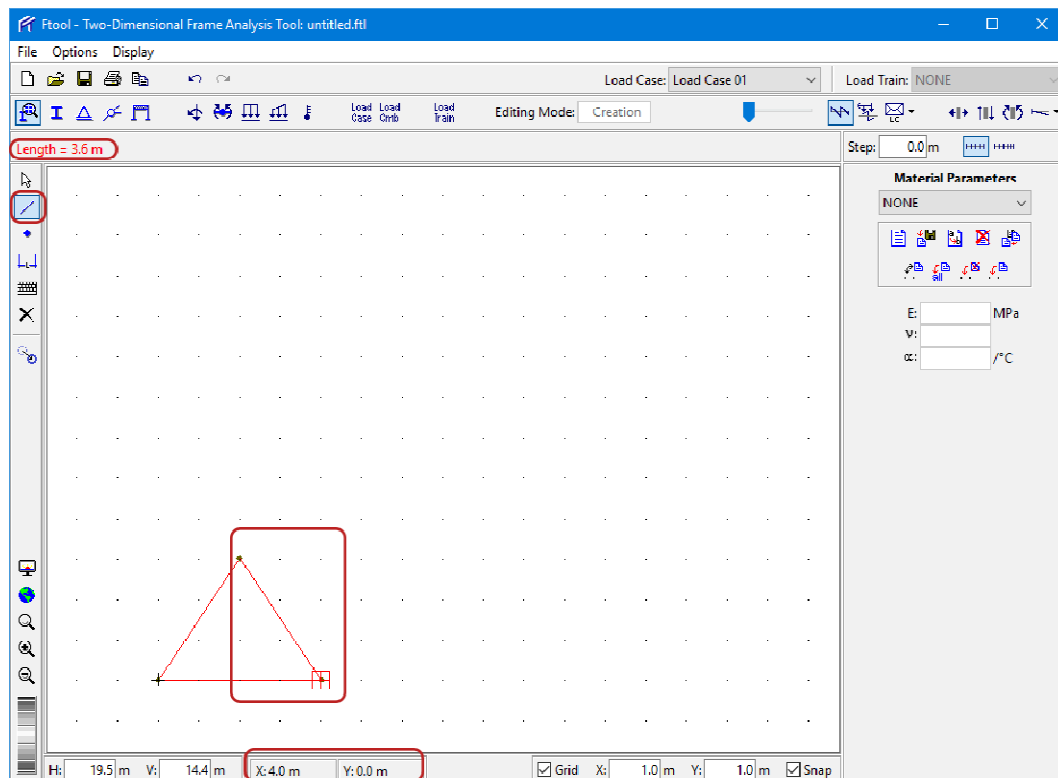 Ftool - Two-Dimensional Frame Analysis Tool: untitled.ftl
File Options Display
Load Case: Load Case 01 Load Train: NONE
Load Case Load Cmb Load Train Editing Mode: Creation LC
Length = 3.6 m Step: 0.0 m
Material Parameters
NONE
all
E: MPa
ν:
α: /°C
H: 19.5 m V: 14.4 m X: 4.0 m Y: 0.0 m Grid X: 1.0 m Y: 1.0 m Snap